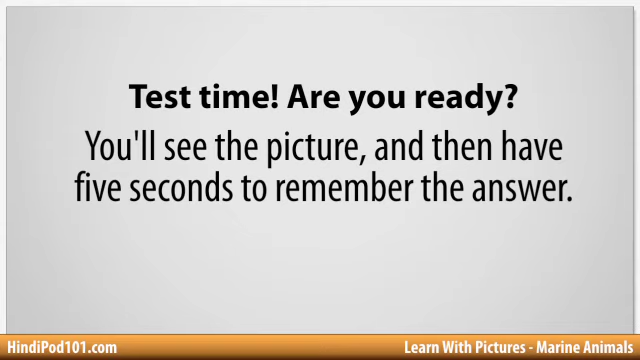 Test time! Are you ready?
You'll see the picture, and then have
five seconds to remember the answer.
HindiPod101.com
Learn With Pictures - Marine Animals